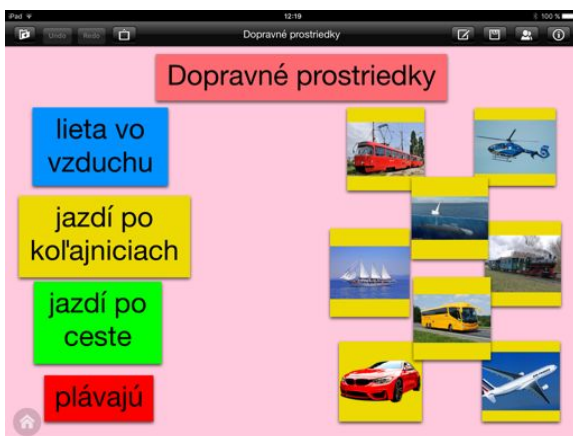 iPad
12:19
100 %
Undo
Redo
Dopravné prostriedky
Dopravné prostriedky
lieta vo
vzduchu
jazdí po
koľajniciach
jazdí po
ceste
plávajú